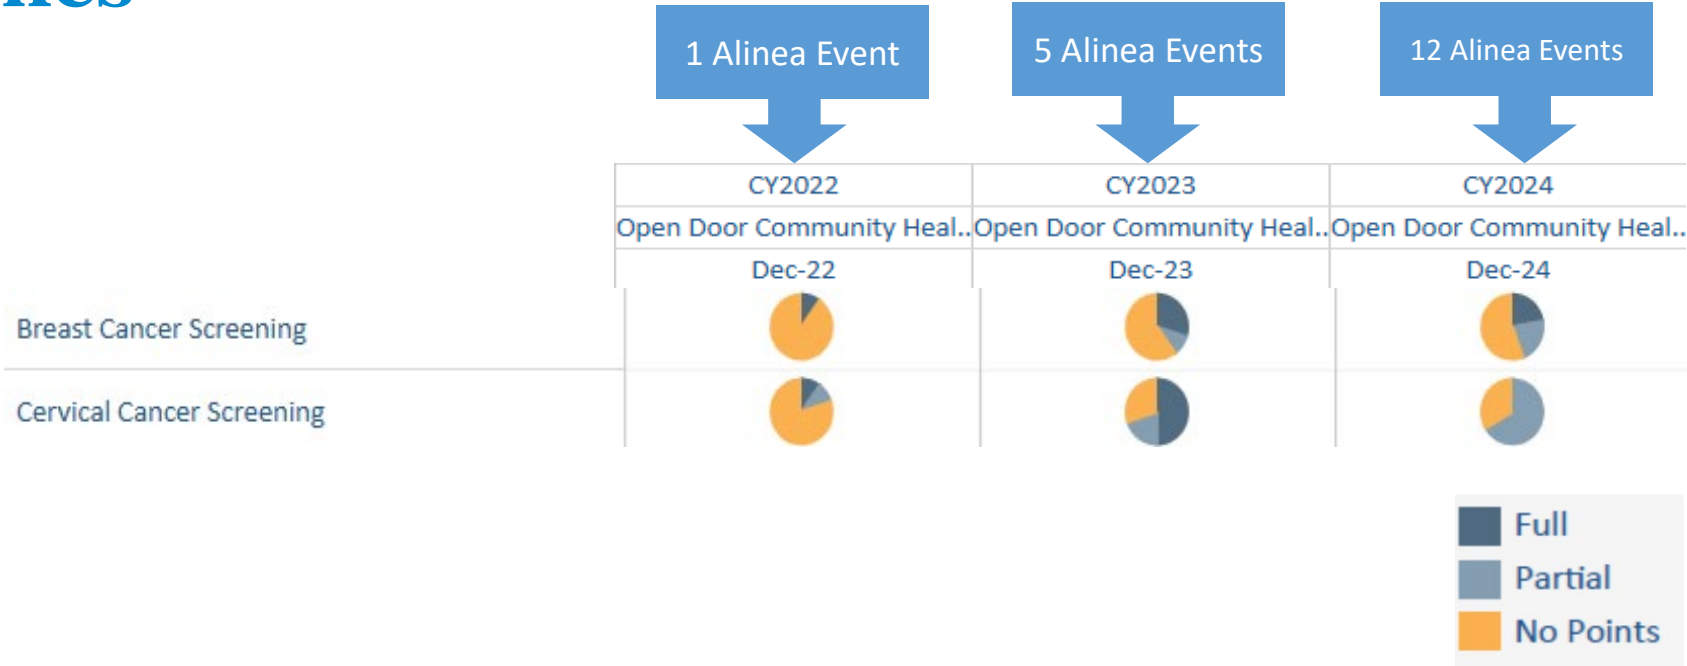 1 Alinea Event
5 Alinea Events
12 Alinea Events
CY2022 CY2023 CY2024
Open Door Community Heal.. Open Door Community Heal.. Open Door Community Heal..
Dec-22 Dec-23 Dec-24
Breast Cancer Screening
Cervical Cancer Screening
Full
Partial
No Points